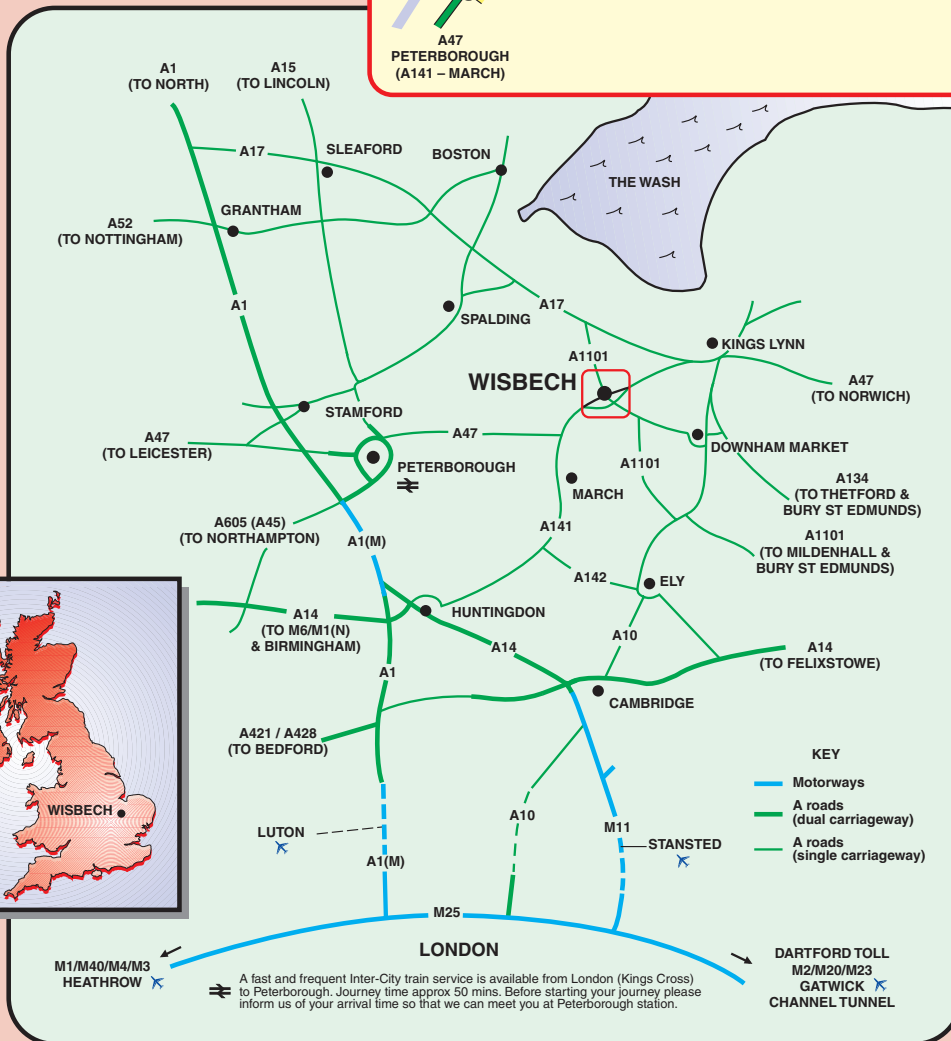 A47
PETERBOROUGH
(A141 – MARCH)
A1
(TO NORTH)
A15
(TO LINCOLN)
A17
SLEAFORD
BOSTON
THE WASH
GRANTHAM
A52
(TO NOTTINGHAM)
A1
A17
SPALDING
A1101
KINGS LYNN
WISBECH
A47
(TO NORWICH)
STAMFORD
A47
(TO LEICESTER)
A47
DOWNHAM MARKET
PETERBOROUGH
A1101
MARCH
A134
(TO THETFORD &
BURY ST EDMUNDS)
A605 (A45)
(TO NORTHAMPTON)
A1(M)
A141
A1101
(TO MILDENHALL &
BURY ST EDMUNDS)
A142
ELY
HUNTINGDON
A14
(TO M6/M1(N)
& BIRMINGHAM)
A14
A10
A14
(TO FELIXSTOWE)
A1
CAMBRIDGE
A421 / A428
(TO BEDFORD)
KEY
Motorways
A roads
(dual carriageway)
A roads
(single carriageway)
WISBECH
LUTON
A10
M11
STANSTED
A1(M)
M25
LONDON
M1/M40/M4/M3
HEATHROW
DARTFORD TOLL
M2/M20/M23
GATWICK
CHANNEL TUNNEL
A fast and frequent Inter-City train service is available from London (Kings Cross)
to Peterborough. Journey time approx 50 mins. Before starting your journey please
inform us of your arrival time so that we can meet you at Peterborough station.